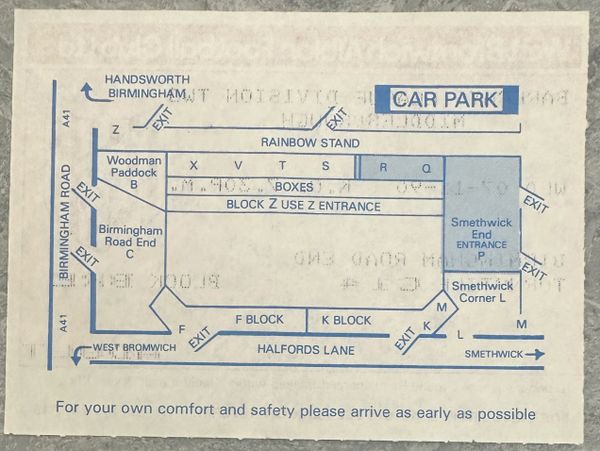 HANDSWORTH
BIRMINGHAM
A41
CAR PARK
Z
EXIT
EXIT
RAINBOW STAND
Woodman
Paddock
B
X V T S R Q
BOXES
BLOCK Z USE Z ENTRANCE
BIRMINGHAM ROAD
EXIT
EXIT
Birmingham
Road End
C
Smethwick
End
ENTRANCE
P
EXIT
EXIT
Smethwick
Corner L
M
F BLOCK
K BLOCK
F
EXIT
EXIT
K
L
M
A41
WEST BROMWICH
HALFORDS LANE
SMETHWICK
For your own comfort and safety please arrive as early as possible